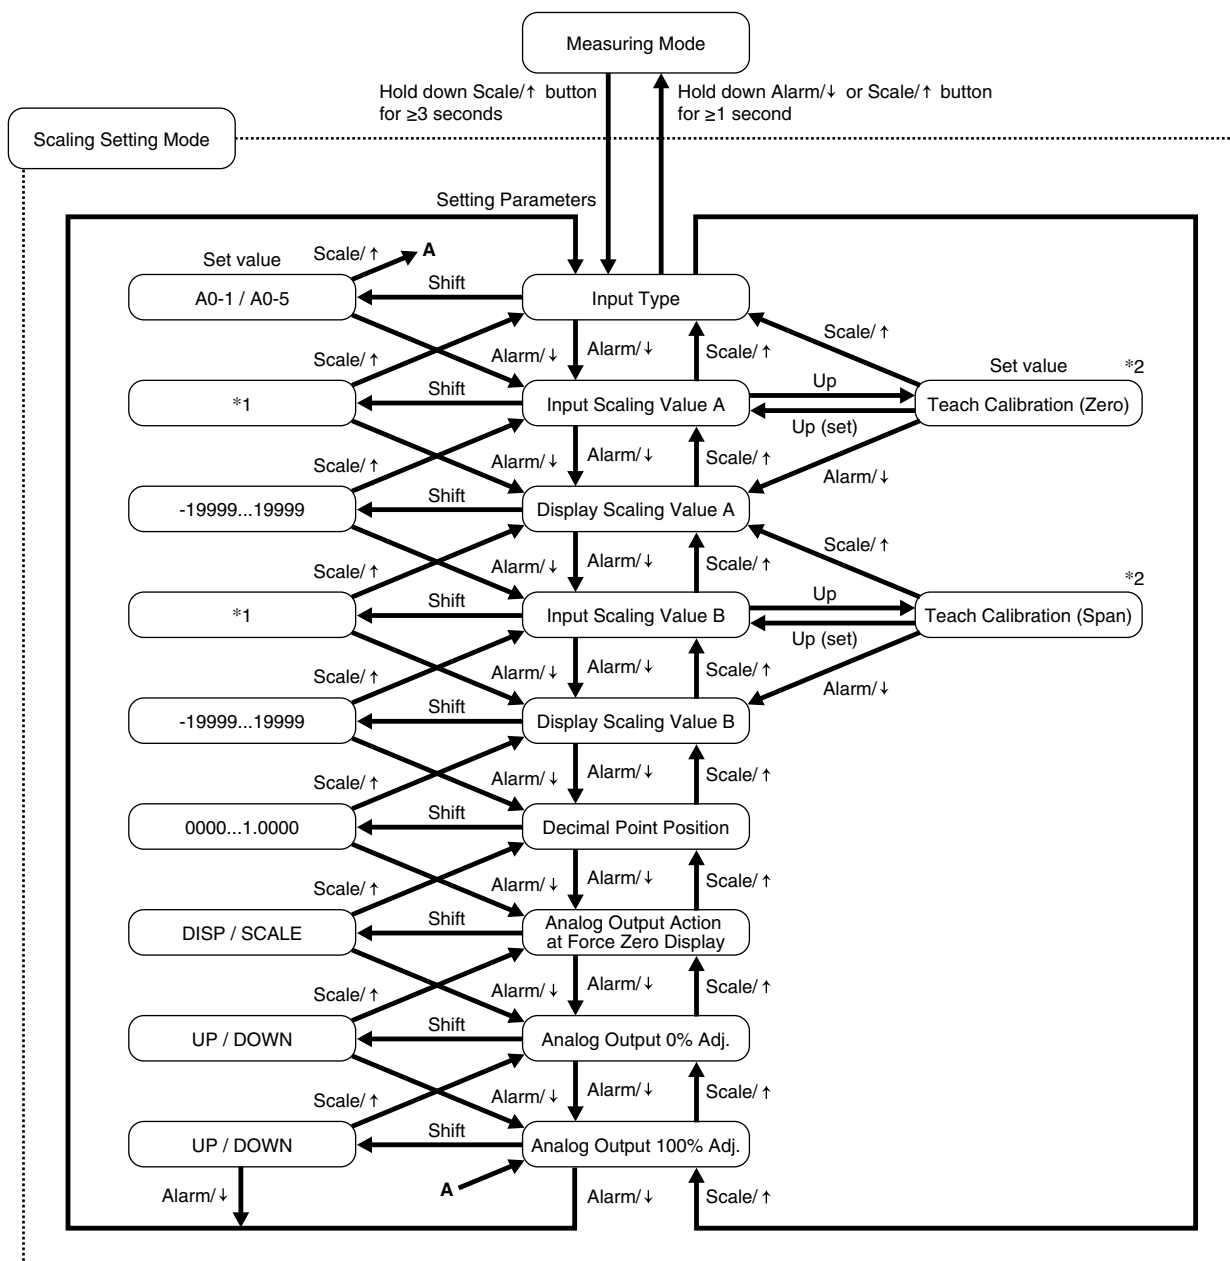 Measuring Mode
Hold down Scale/↑ button
for ≥3 seconds
Hold down Alarm/↓ or Scale/↑ button
for ≥1 second
Scaling Setting Mode
Setting Parameters
Set value
Scale/↑
A
A0-1 / A0-5
Shift
Input Type
Scale/↑
Alarm/↓
Alarm/↓
Scale/↑
Scale/↑
Set value
*2
*1
Shift
Input Scaling Value A
Up
Up (set)
Teach Calibration (Zero)
Scale/↑
Alarm/↓
Alarm/↓
Scale/↑
Alarm/↓
-19999...19999
Shift
Display Scaling Value A
Scale/↑
Alarm/↓
Alarm/↓
Scale/↑
Scale/↑
*2
*1
Shift
Input Scaling Value B
Up
Up (set)
Teach Calibration (Span)
Scale/↑
Alarm/↓
Alarm/↓
Scale/↑
Alarm/↓
-19999...19999
Shift
Display Scaling Value B
Scale/↑
Alarm/↓
Alarm/↓
Scale/↑
0000...1.0000
Shift
Decimal Point Position
Scale/↑
Alarm/↓
Alarm/↓
Scale/↑
DISP / SCALE
Shift
Analog Output Action
at Force Zero Display
Scale/↑
Alarm/↓
Alarm/↓
Scale/↑
UP / DOWN
Shift
Analog Output 0% Adj.
Scale/↑
Alarm/↓
Alarm/↓
Scale/↑
UP / DOWN
Shift
Analog Output 100% Adj.
Alarm/↓
A
Alarm/↓
Scale/↑